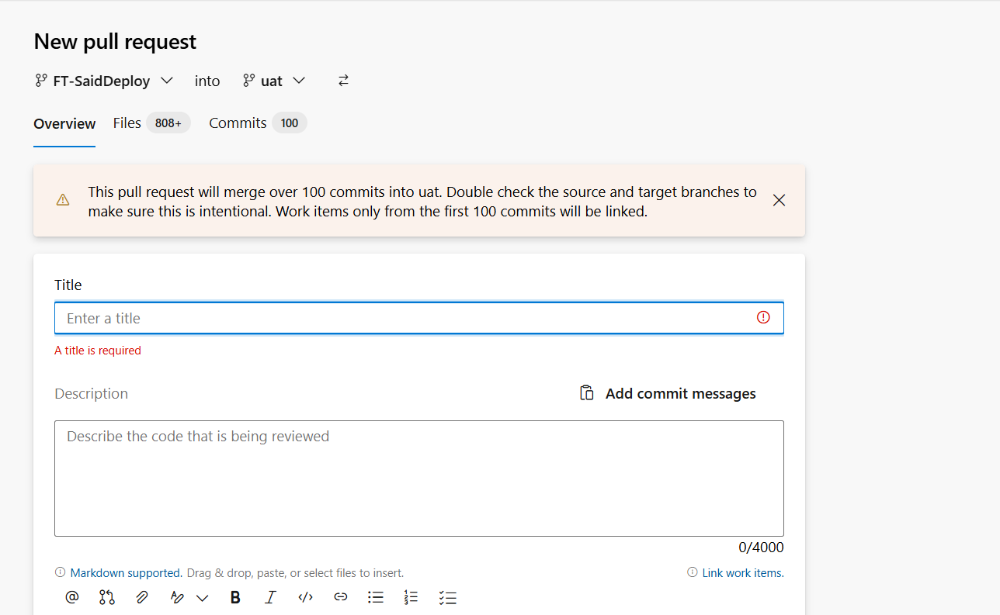 New pull request
FT-SaidDeploy into uat
Overview Files 808+ Commits 100
This pull request will merge over 100 commits into uat. Double check the source and target branches to
make sure this is intentional. Work items only from the first 100 commits will be linked.
Title
Enter a title
A title is required
Description Add commit messages
Describe the code that is being reviewed
0/4000
Markdown supported. Drag & drop, paste, or select files to insert. Link work items.